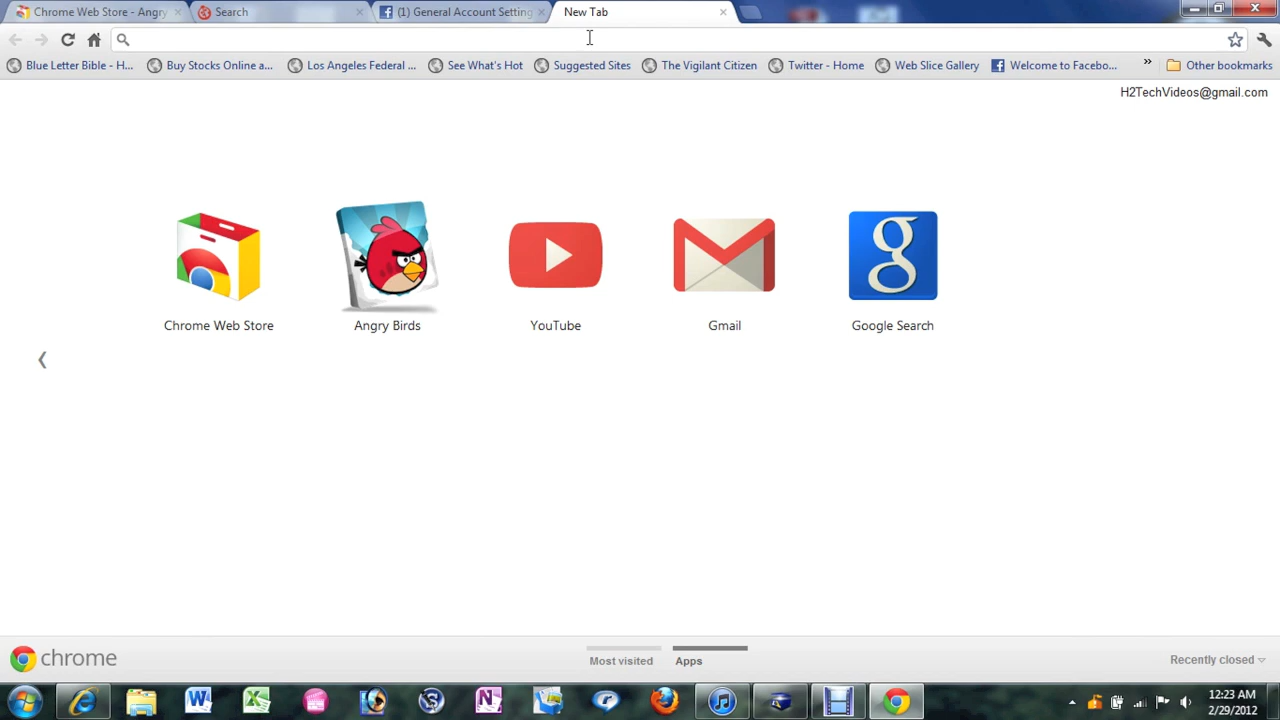 Chrome Web Store - Angry
Search
(1) General Account Setting
New Tab
Blue Letter Bible - H...
Buy Stocks Online a...
Los Angeles Federal ...
See What's Hot
Suggested Sites
The Vigilant Citizen
Twitter - Home
Web Slice Gallery
Welcome to Facebo...
Other bookmarks
H2TechVideos@gmail.com
Chrome Web Store
Angry Birds
YouTube
Gmail
Google Search
chrome
Most visited
Apps
Recently closed
12:23 AM
2/29/2012